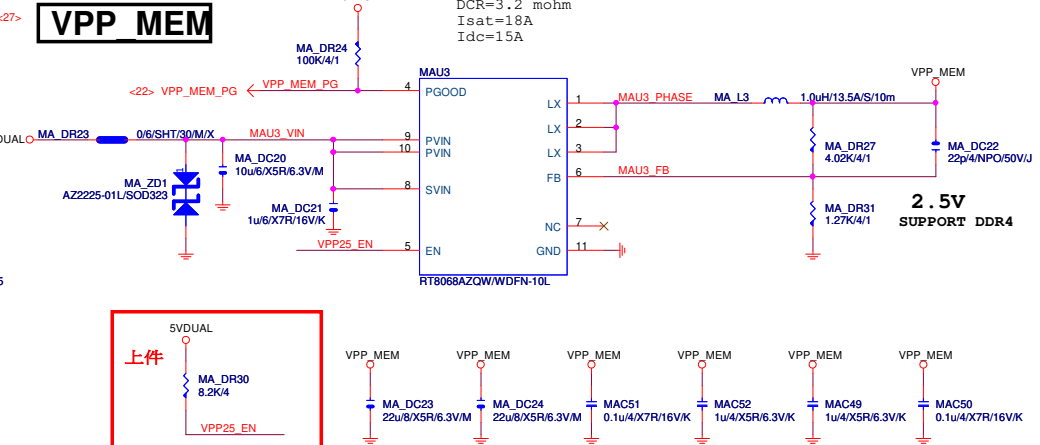 <27>
VPP_MEM
DCR=3.2 mohm
Isat=18A
Idc=15A
MA_DR24
100K/4/1
<22> VPP_MEM_PG
VPP_MEM_PG
MAU3
4
PGOOD
LX
1
MAU3_PHASE
MA_L3
1.0uH/13.5A/S/10m
VPP_MEM
LX
2
LX
3
MA_DR23
0/6/SHT/30/M/X
MAU3_VIN
9
PVIN
10
PVIN
MA_DC20
10u/6/X5R/6.3V/M
MA_DR27
4.02K/4/1
MA_DC22
22p/4/NPO/50V/J
FB
6
MAU3_FB
MA_ZD1
AZ2225-01L/SOD323
8
SVIN
MA_DC21
1u/6/X7R/16V/K
MA_DR31
1.27K/4/1
2.5V
SUPPORT DDR4
NC
7
VPP25_EN
5
EN
GND
11
RT8068AZQW/WDFN-10L
5VDUAL
上件
MA_DR30
8.2K/4
VPP25_EN
VPP_MEM
VPP_MEM
VPP_MEM
VPP_MEM
VPP_MEM
VPP_MEM
MA_DC23
22u/8/X5R/6.3V/M
MA_DC24
22u/8/X5R/6.3V/M
MAC51
0.1u/4/X7R/16V/K
MAC52
1u/4/X5R/6.3V/K
MAC49
1u/4/X5R/6.3V/K
MAC50
0.1u/4/X7R/16V/K